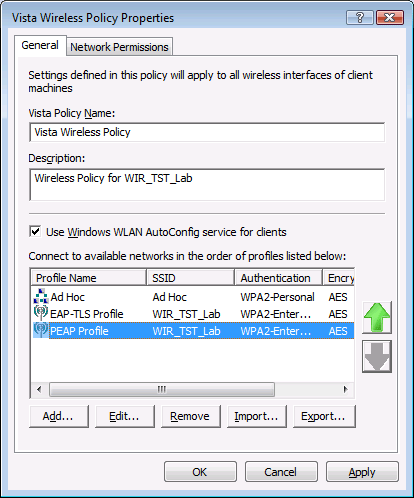 Vista Wireless Policy Properties
General Network Permissions
Settings defined in this policy will apply to all wireless interfaces of client
machines
Vista Policy Name:
Vista Wireless Policy
Description:
Wireless Policy for WIR_TST_Lab
Use Windows WLAN AutoConfig service for clients
Connect to available networks in the order of profiles listed below:
Profile Name SSID Authentication Encry
Ad Hoc Ad Hoc WPA2-Personal AES
EAP-TLS Profile WIR_TST_Lab WPA2-Enter... AES
PEAP Profile WIR_TST_Lab WPA2-Enter... AES
Add... Edit... Remove Import... Export...
OK Cancel Apply